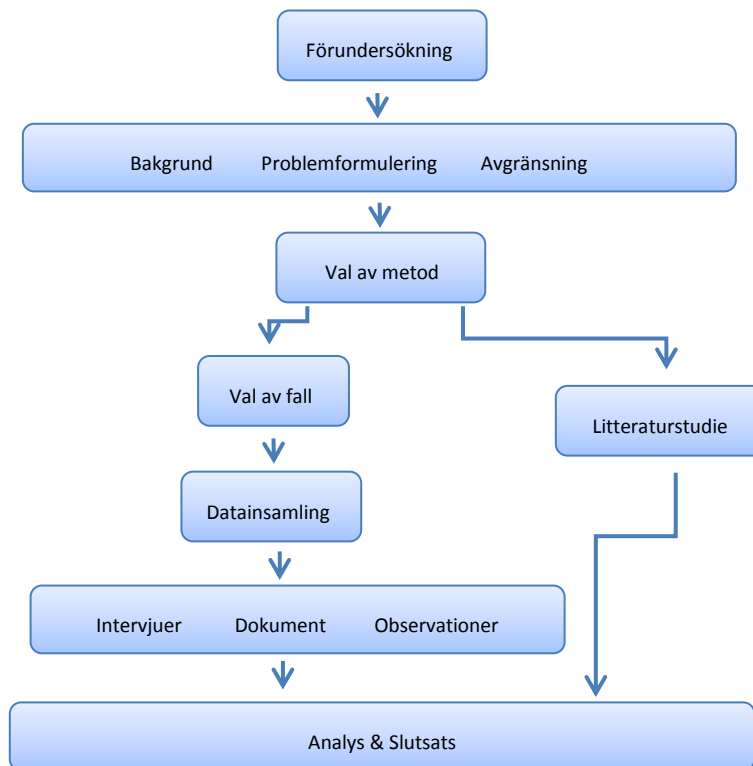 Förundersökning
Bakgrund Problemformulering Avgränsning
Val av metod
Val av fall
Litteraturstudie
Datainsamling
Intervjuer Dokument Observationer
Analys & Slutsats